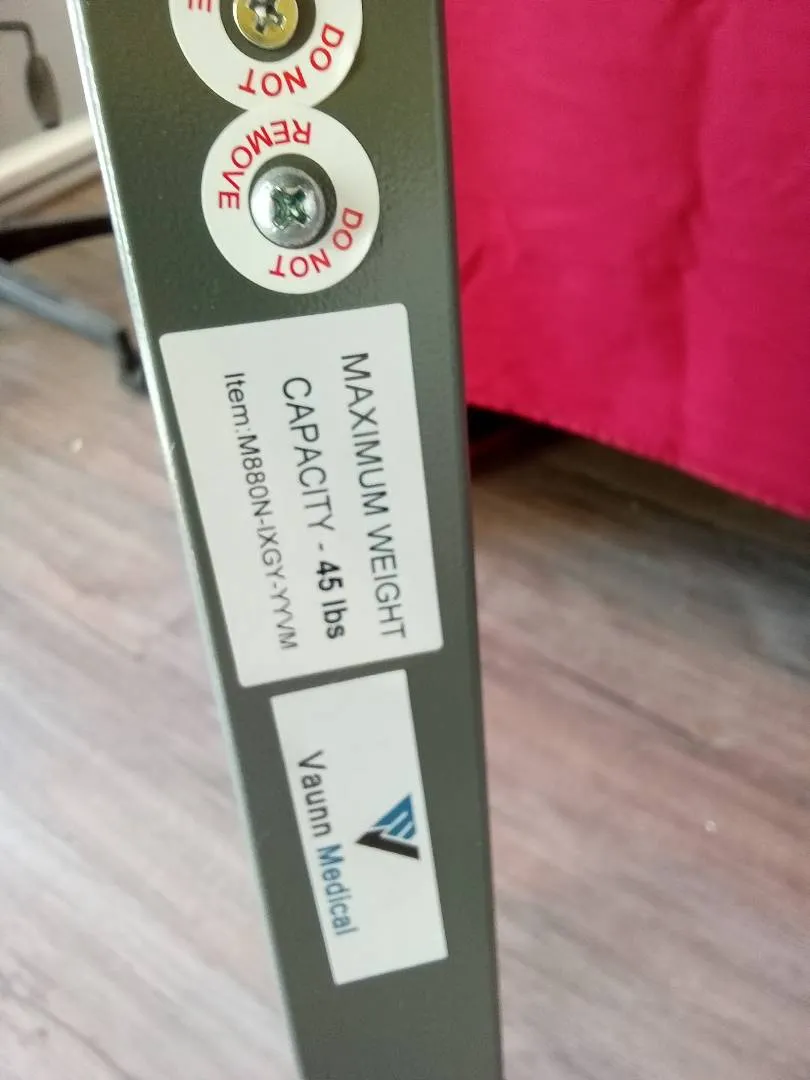 E
DO NOT
REMOVE
DO NOT
MAXIMUM WEIGHT
CAPACITY - 45 lbs
Item:M880N-IXGY-YYVM
Vaunn Medical